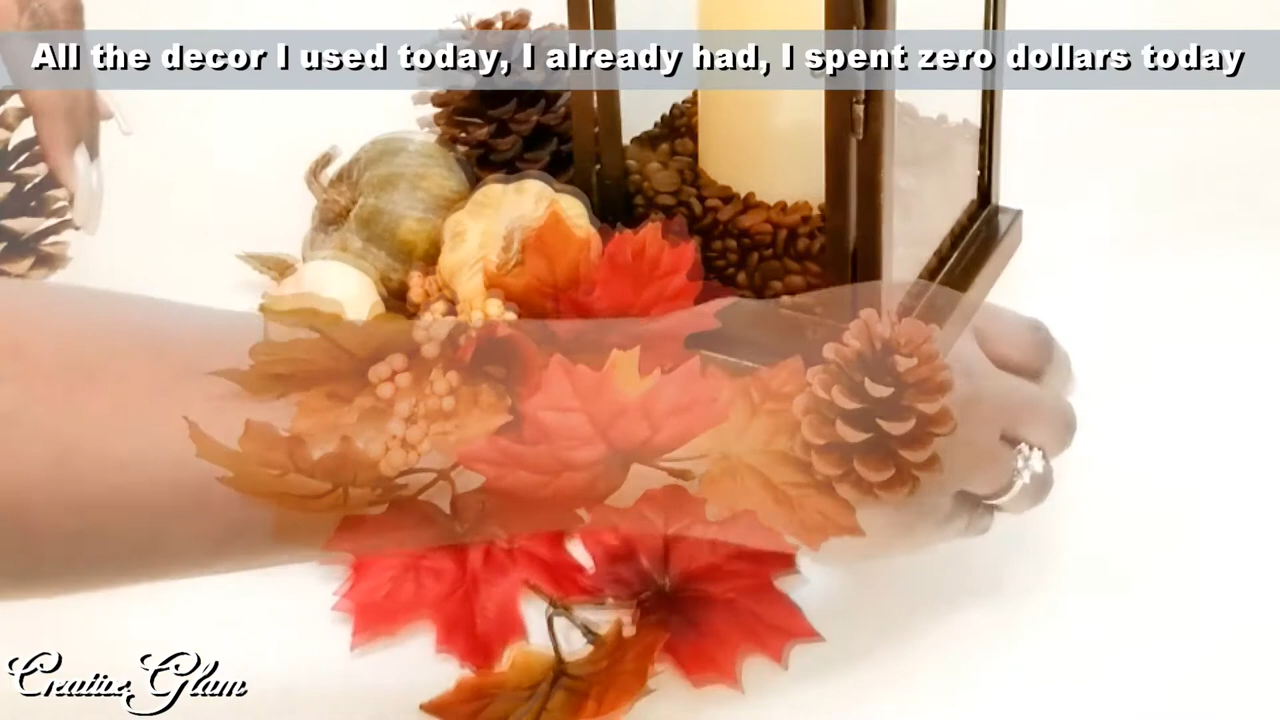 All the decor I used today, I already had, I spent zero dollars today
Creative Glam